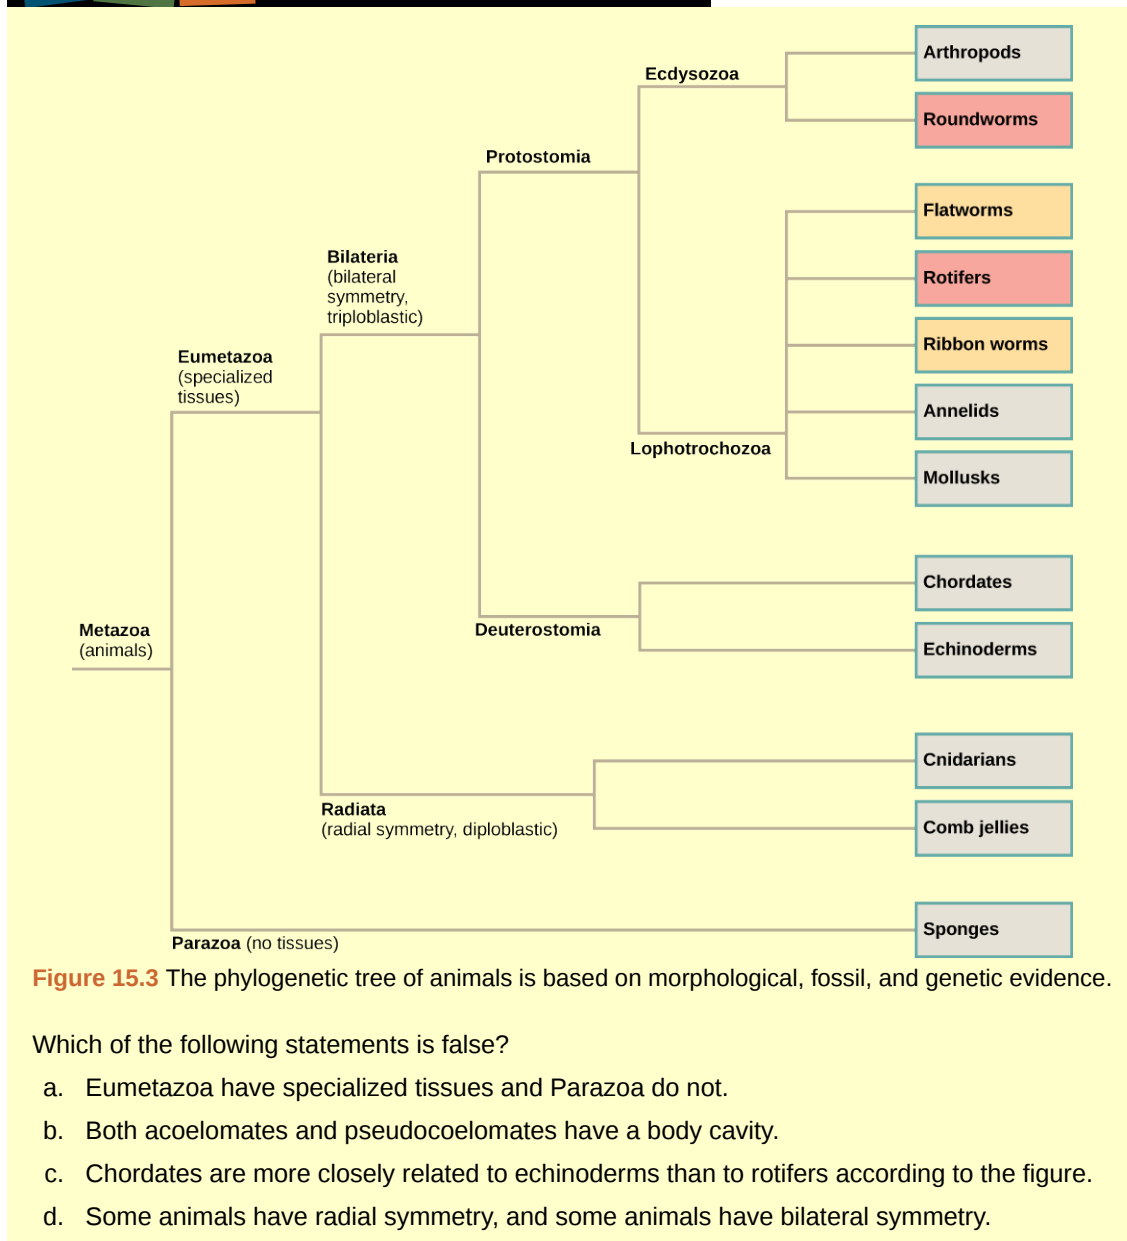 Arthropods
Ecdysozoa
Roundworms
Protostomia
Flatworms
Bilateria
(bilateral
symmetry,
triploblastic)
Rotifers
Ribbon worms
Eumetazoa
(specialized
tissues)
Annelids
Lophotrochozoa
Mollusks
Chordates
Metazoa
(animals)
Deuterostomia
Echinoderms
Cnidarians
Radiata
(radial symmetry, diploblastic)
Comb jellies
Sponges
Parazoa (no tissues)
Figure 15.3 The phylogenetic tree of animals is based on morphological, fossil, and genetic evidence.
Which of the following statements is false?
a. Eumetazoa have specialized tissues and Parazoa do not.
b. Both acoelomates and pseudocoelomates have a body cavity.
c. Chordates are more closely related to echinoderms than to rotifers according to the figure.
d. Some animals have radial symmetry, and some animals have bilateral symmetry.